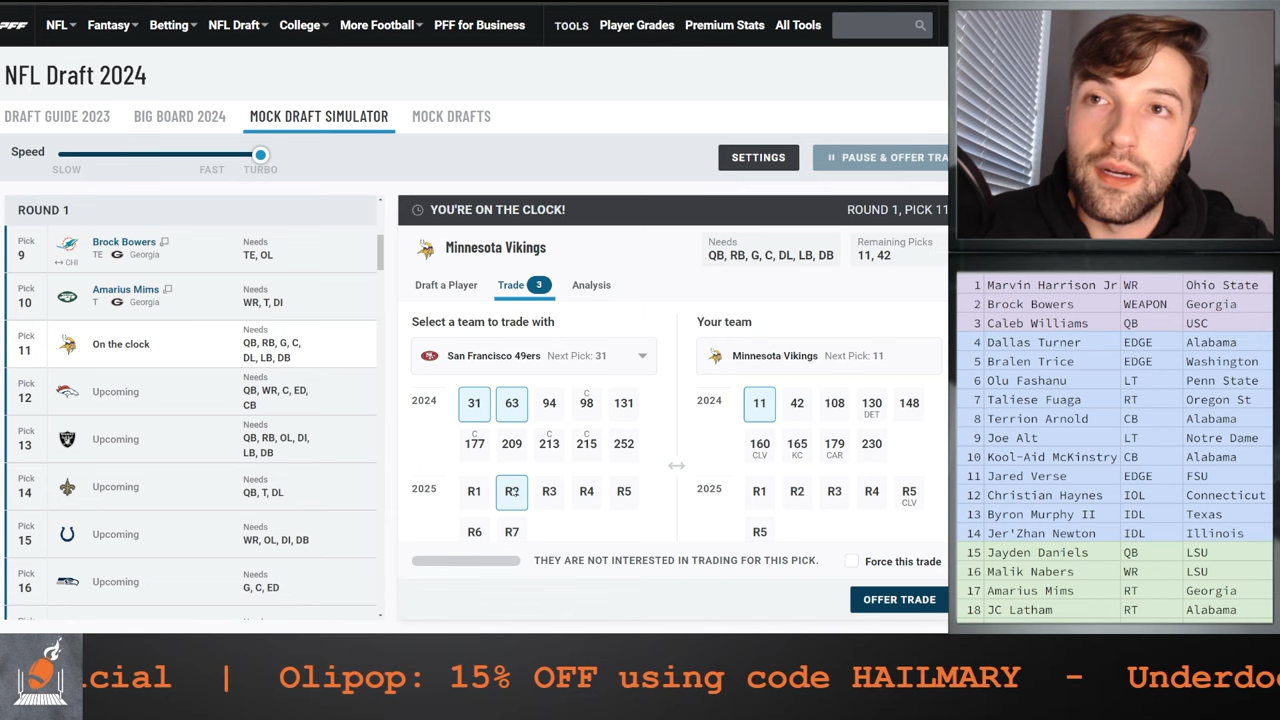 PFF NFL Fantasy Betting NFL Draft College More Football PFF for Business TOOLS Player Grades Premium Stats All Tools
NFL Draft 2024
DRAFT GUIDE 2023 BIG BOARD 2024 MOCK DRAFT SIMULATOR MOCK DRAFTS
Speed SLOW FAST TURBO
SETTINGS PAUSE & OFFER TRA
ROUND 1
Pick 9 Brock Bowers Needs
↔ CHI TE G Georgia TE, OL
Pick 10 Amarius Mims Needs
T G Georgia WR, T, DI
Pick 11 On the clock Needs
QB, RB, G, C,
DL, LB, DB
Pick 12 Upcoming Needs
QB, WR, C, ED,
CB
Pick 13 Upcoming Needs
QB, RB, OL, DI,
LB, DB
Pick 14 Upcoming Needs
QB, T, DL
Pick 15 Upcoming Needs
WR, OL, DI, DB
Pick 16 Upcoming Needs
G, C, ED
YOU'RE ON THE CLOCK! ROUND 1, PICK 11
Minnesota Vikings
Needs
QB, RB, G, C, DL, LB, DB
Remaining Picks
11, 42
Draft a Player Trade 3 Analysis
Select a team to trade with
San Francisco 49ers Next Pick: 31
2024 31 63 94 C 98 131
C 177 209 C 213 C 215 252
2025 R1 R2 R3 R4 R5
R6 R7
Your team
Minnesota Vikings Next Pick: 11
2024 11 42 108 130 DET 148
160 CLV 165 KC 179 CAR 230
2025 R1 R2 R3 R4 R5 CLV
R5
THEY ARE NOT INTERESTED IN TRADING FOR THIS PICK. Force this trade
OFFER TRADE
1 Marvin Harrison Jr WR Ohio State
2 Brock Bowers WEAPON Georgia
3 Caleb Williams QB USC
4 Dallas Turner EDGE Alabama
5 Bralen Trice EDGE Washington
6 Olu Fashanu LT Penn State
7 Taliese Fuaga RT Oregon St
8 Terrion Arnold CB Alabama
9 Joe Alt LT Notre Dame
10 Kool-Aid McKinstry CB Alabama
11 Jared Verse EDGE FSU
12 Christian Haynes IOL Connecticut
13 Byron Murphy II IDL Texas
14 Jer'Zhan Newton IDL Illinois
15 Jayden Daniels QB LSU
16 Malik Nabers WR LSU
17 Amarius Mims RT Georgia
18 JC Latham RT Alabama
cial | Olipop: 15% OFF using code HAILMARY - Underdo